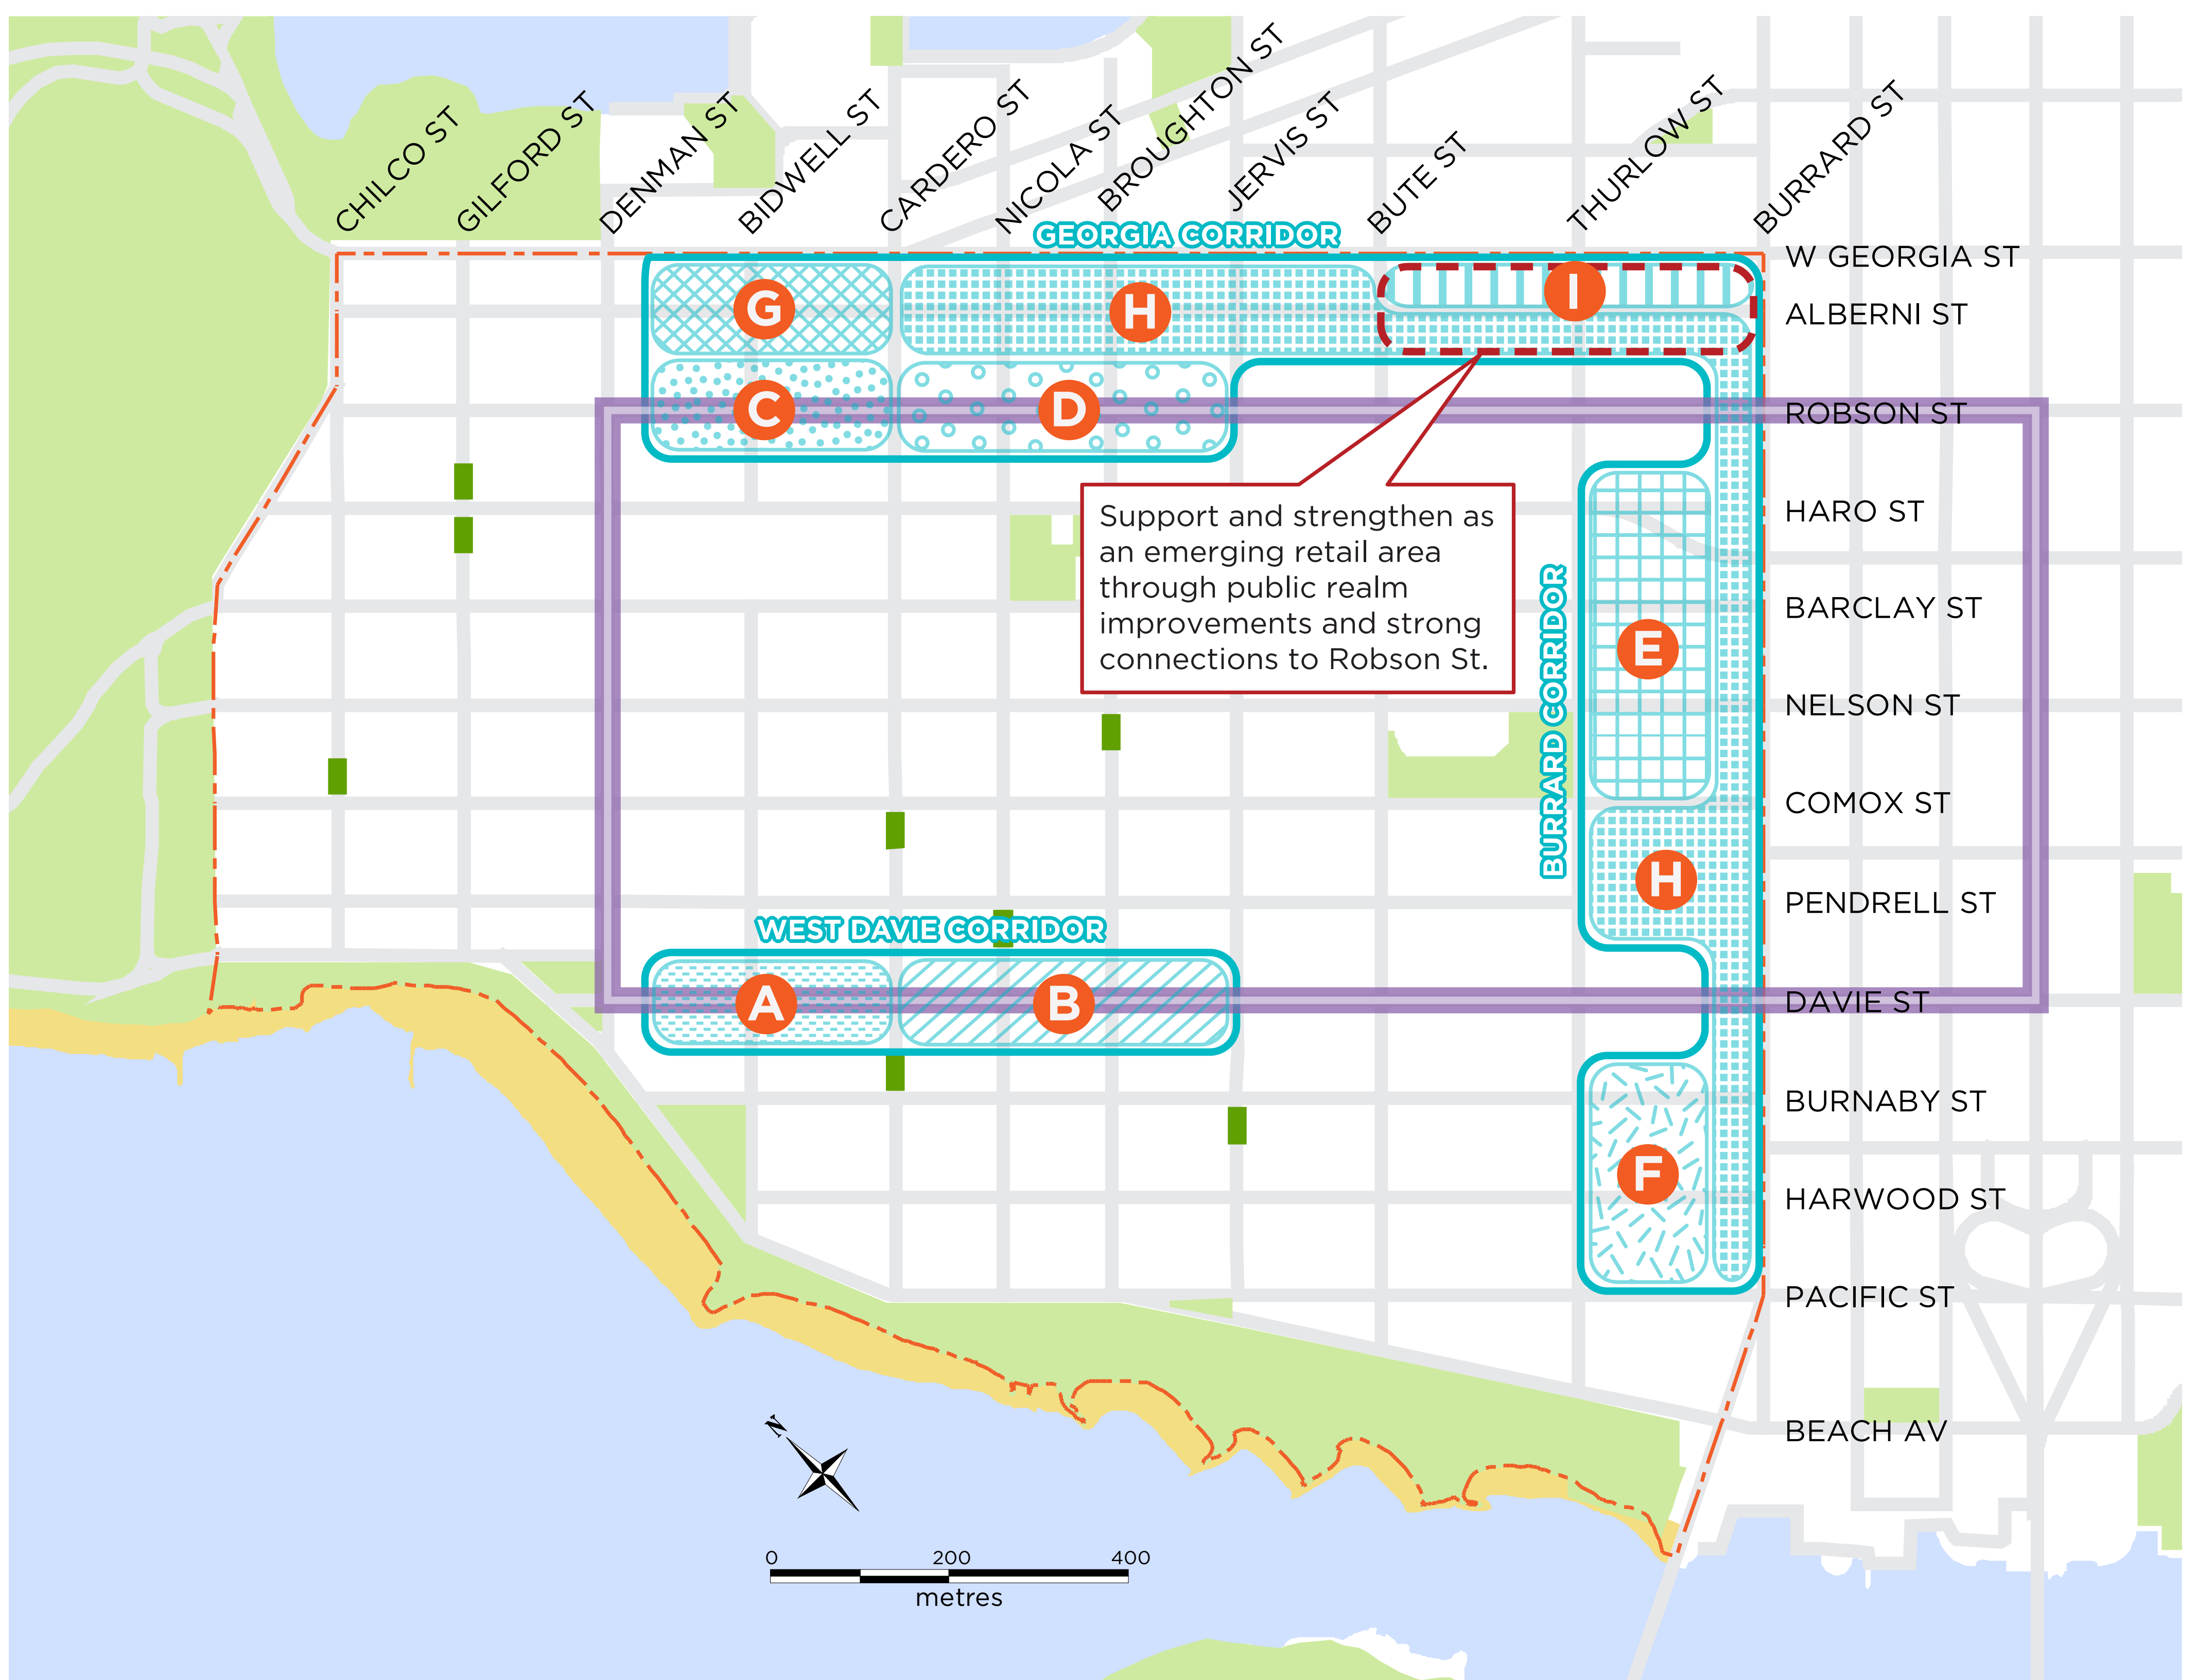 CHILCO ST
GILFORD ST
DENMAN ST
BIDWELL ST
CARDERO ST
NICOLA ST
BROUGHTON ST
JERVIS ST
BUTE ST
THURLOW ST
BURRARD ST
GEORGIA CORRIDOR
W GEORGIA ST
G
H
I
ALBERNI ST
C
D
ROBSON ST
Support and strengthen as
an emerging retail area
through public realm
improvements and strong
connections to Robson St.
HARO ST
BARCLAY ST
E
BURRARD CORRIDOR
NELSON ST
COMOX ST
H
PENDRELL ST
WEST DAVIE CORRIDOR
A
B
DAVIE ST
BURNABY ST
F
HARWOOD ST
PACIFIC ST
BEACH AV
N
0 200 400
metres